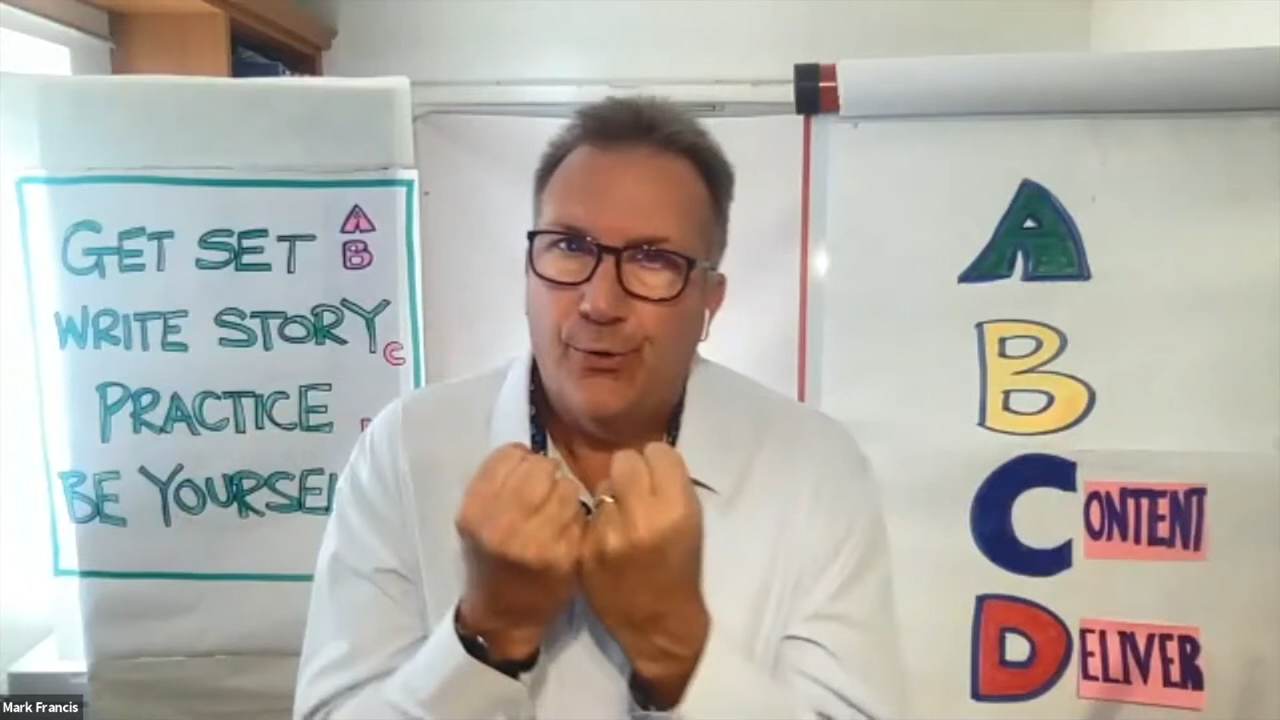 GET SET A
B
WRITE STORY
C
PRACTICE
BE
A
B
CONTENT
DELIVER
Mark Francis